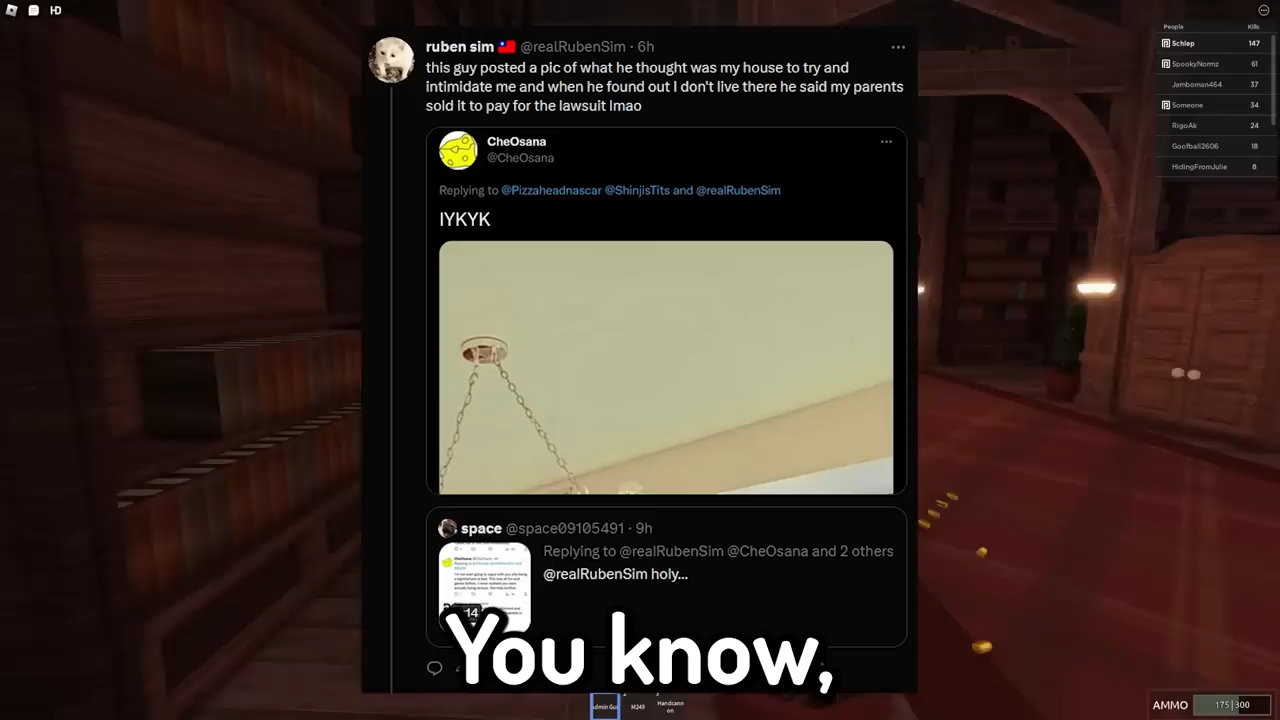 HD
ruben sim 🇹🇼 @realRubenSim · 6h
this guy posted a pic of what he thought was my house to try and
intimidate me and when he found out I don't live there he said my parents
sold it to pay for the lawsuit lmao
CheOsana
@CheOsana
Replying to @Pizzaheadnascar @ShinjisTits and @realRubenSim
IYKYK
space @space09105491 · 9h
Replying to @realRubenSim @CheOsana and 2 others
@realRubenSim holy...
14
You know,
People Kills
Schlep 147
SpookyNormz 61
Jamboman464 37
Someone 34
RigoAk 24
Goofball2606 18
HidingFromJulie 8
Admin Gu
M249
Handcann
on
AMMO 175|300